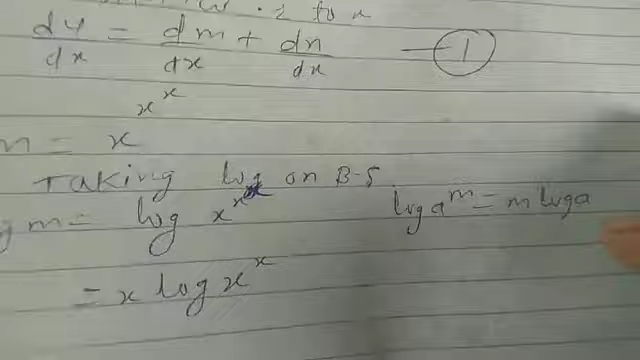 dy/dx = dm/dx + dn/dx — 1
m = x^x^x
Taking log on B.S
g m = log x^x^x
log a^m = m log a
= x log x^x